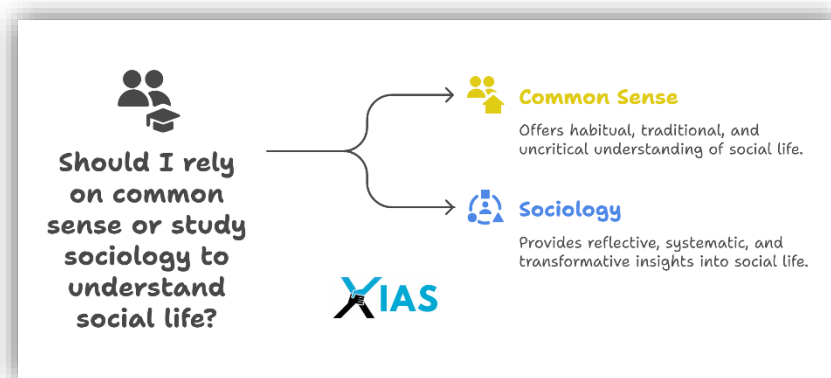 Should I rely
on common
sense or study
sociology to
understand
social life?
Common Sense
Offers habitual, traditional, and
uncritical understanding of social life.
Sociology
Provides reflective, systematic, and
transformative insights into social life.
XIAS